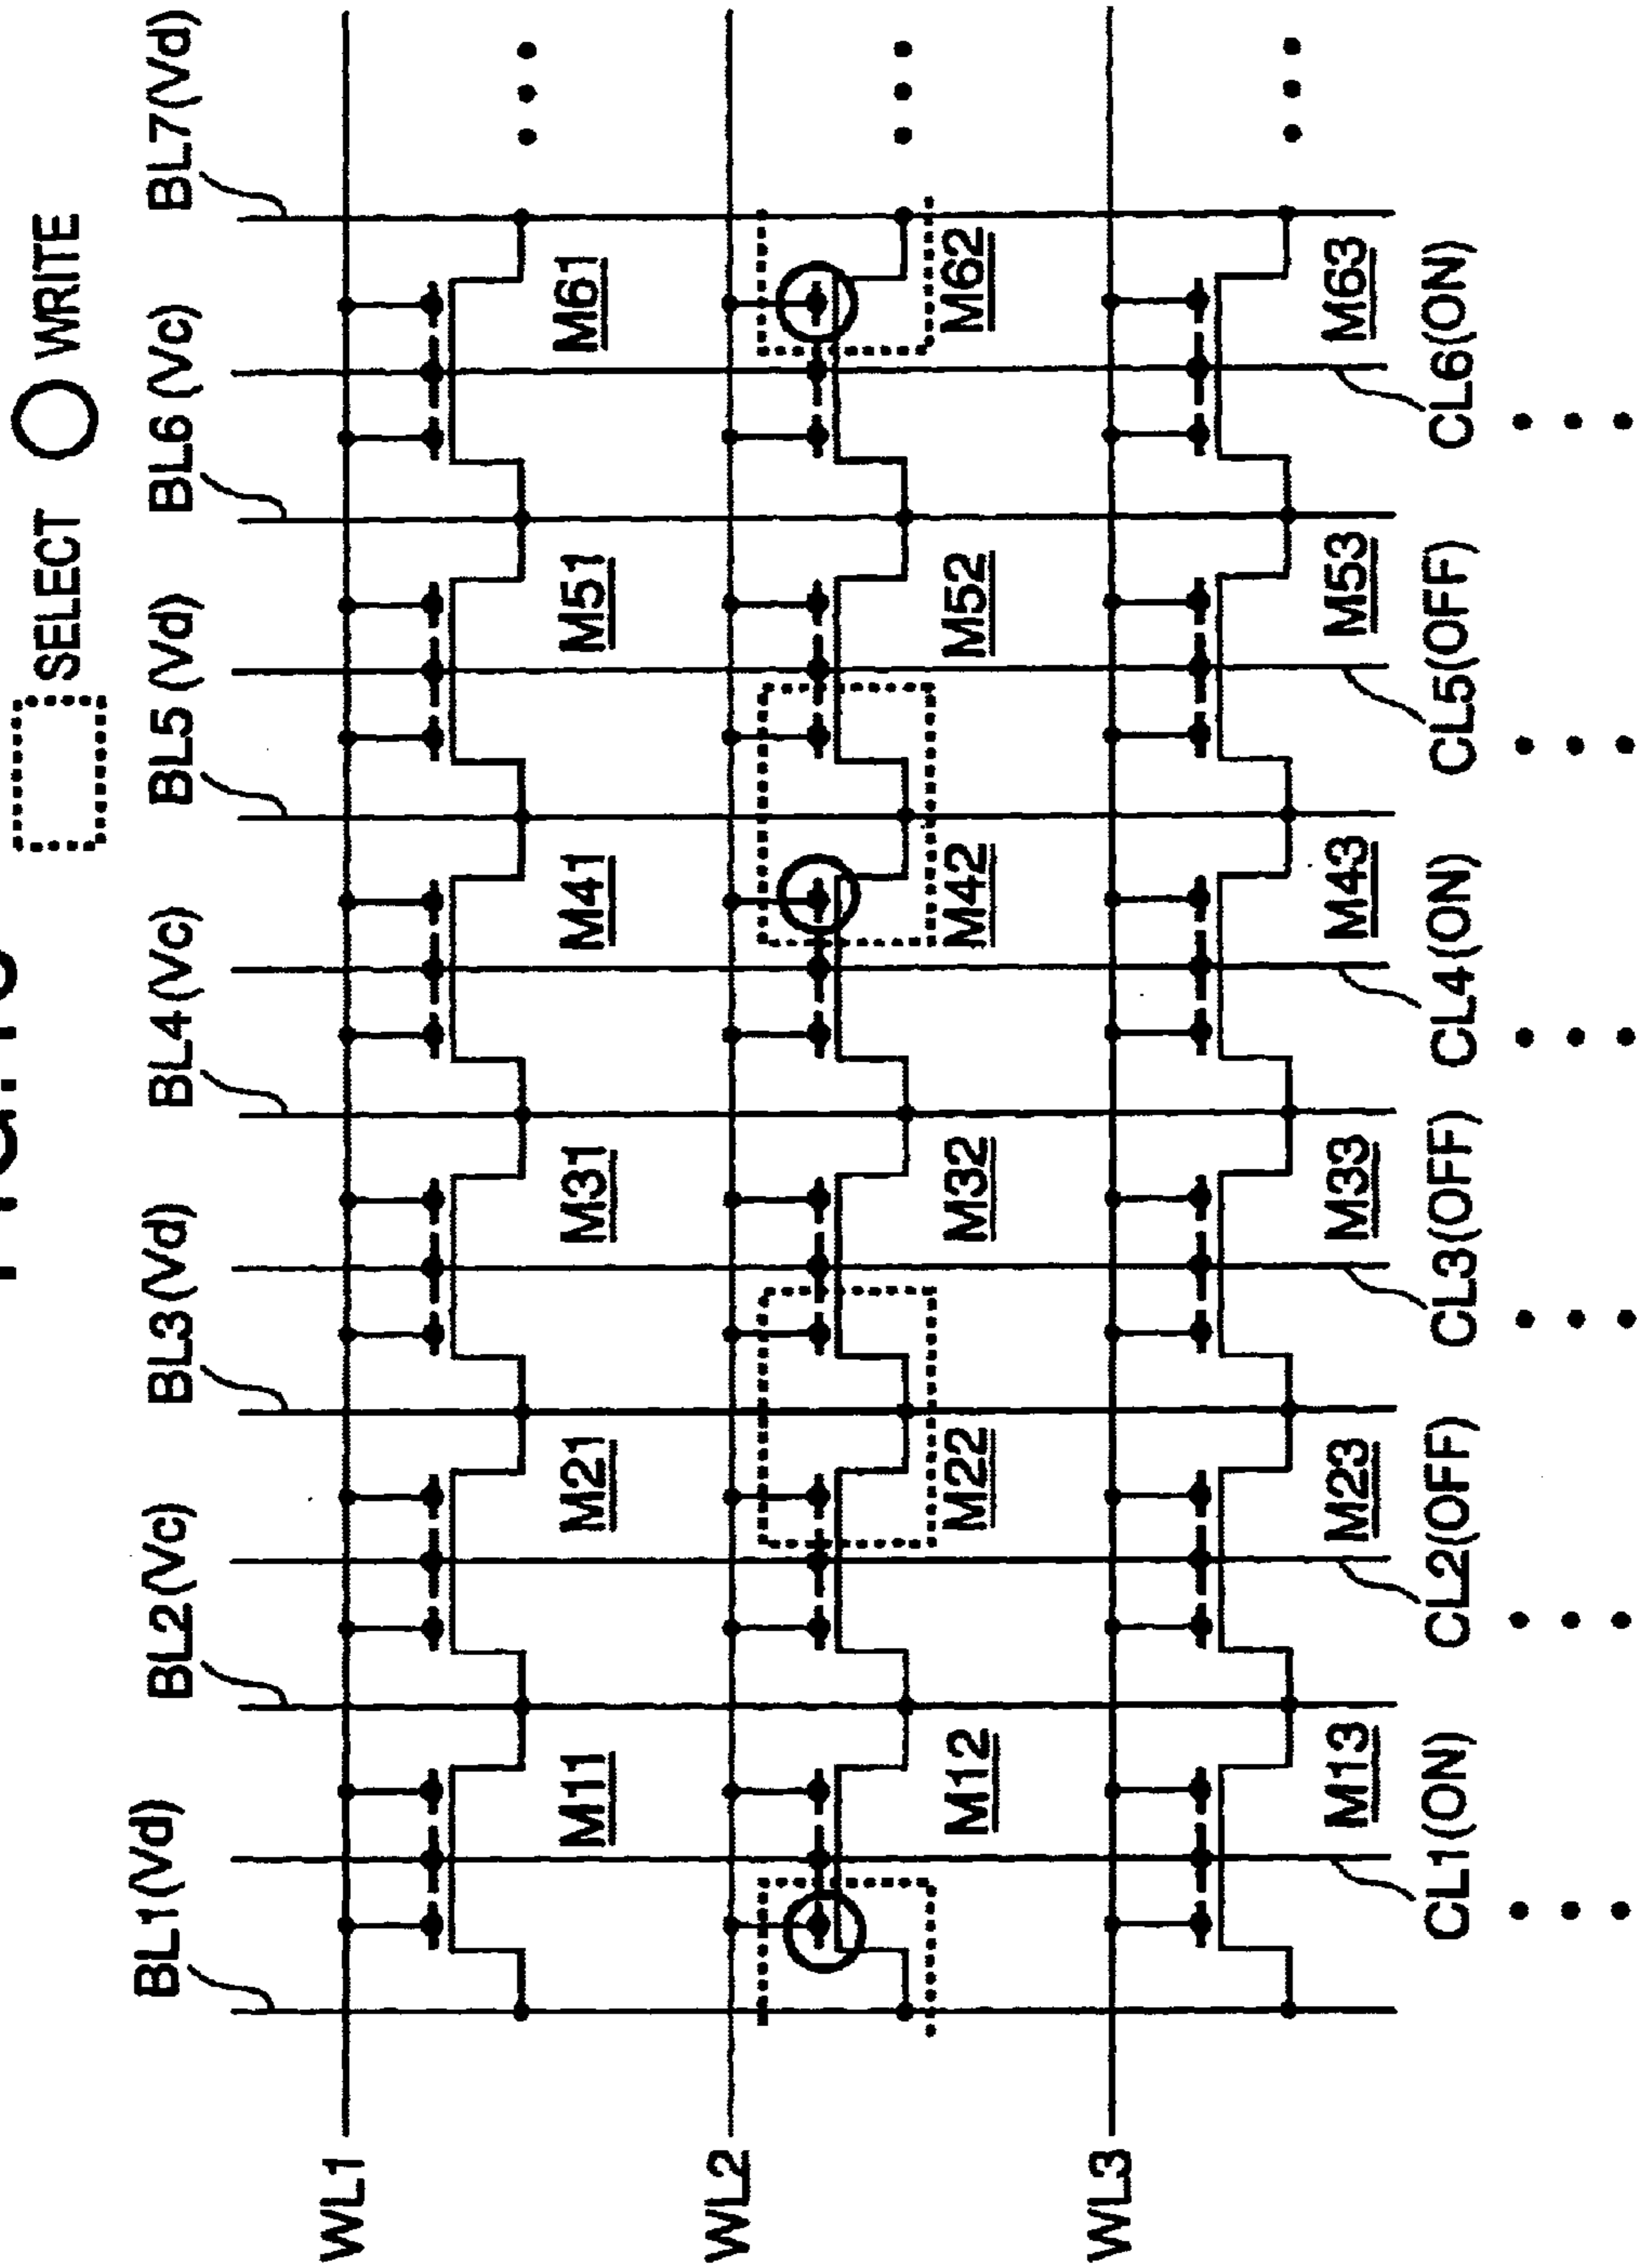 SELECT WRITE
BL1(Vd) BL2(Vc) BL3(Vd) BL4(Vc) BL5(Vd) BL6(Vc) BL7(Vd)
WL1
M11 M21 M31 M41 M51 M61
WL2
M12 M22 M32 M42 M52 M62
WL3
M13 M23 M33 M43 M53 M63
CL1(ON) CL2(OFF) CL3(OFF) CL4(ON) CL5(OFF) CL6(ON)